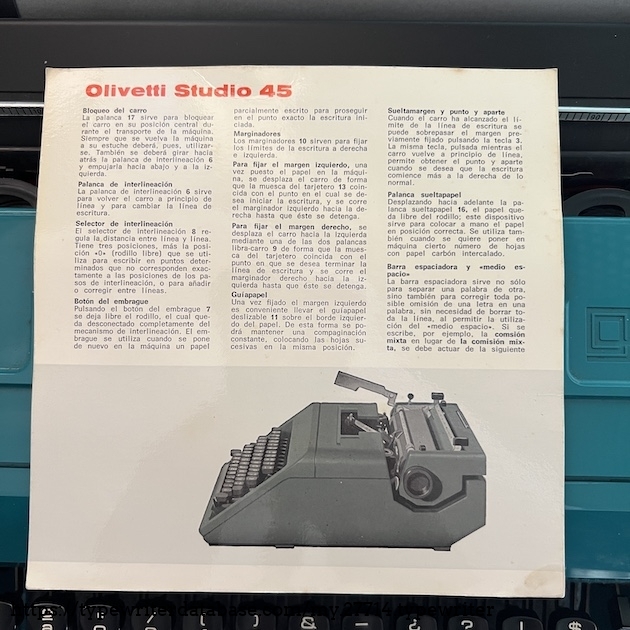 Olivetti Studio 45
Bloqueo del carro
La palanca 17 sirve para bloquear
el carro en su posición central du-
rante el transporte de la máquina.
Siempre que se vuelva la máquina
a su estuche deberá, pues, utilizar-
se. También se deberá girar hacia
atrás la palanca de interlineación 6
y empujarla hacia abajo y a la iz-
quierda.
Palanca de interlineación
La palanca de interlineación 6 sirve
para volver el carro a principio de
línea y para cambiar la línea de
escritura.
Selector de interlineación
El selector de interlineación 8 re-
gula la distancia entre línea y línea.
Tiene tres posiciones, más la posi-
ción «0» (rodillo libre) que se uti-
liza para escribir en puntos deter-
minados que no corresponden exac-
tamente a las posiciones de los pa-
sos de interlineación, o para añadir
o corregir entre líneas.
Botón del embrague
Pulsando el botón del embrague 7
se deja libre el rodillo, el cual que-
da desconectado completamente del
mecanismo de interlineación. El em-
brague se utiliza cuando se pone
de nuevo en la máquina un papel
parcialmente escrito para proseguir
en el punto exacto la escritura ini-
ciada.
Marginadores
Los marginadores 10 sirven para fijar
los límites de la escritura a derecha
e izquierda.
Para fijar el margen izquierdo, una
vez puesto el papel en la máqui-
na, se desplaza el carro de forma
que la muesca del tarjetero 13 coin-
cida con el punto en el cual se de-
sea iniciar la escritura, y se corre
el marginador izquierdo hacia la de-
recha hasta que éste se detenga.
Para fijar el margen derecho, se
desplaza el carro hacia la izquierda
mediante una de las dos palancas
libra-carro 9 de forma que la mues-
ca del tarjetero coincida con el
punto en que se desea terminar la
línea de escritura y se corre el
marginador derecho hacia la iz-
quierda hasta que éste se detenga.
Guíapapel
Una vez fijado el margen izquierdo
es conveniente llevar el guíapapel
deslizable 11 sobre el borde izquier-
do del papel. De esta forma se po-
drá mantener una compaginación
constante, colocando las hojas su-
cesivas en la misma posición.
Sueltamargen y punto y aparte
Cuando el carro ha alcanzado el lí-
mite de la línea de escritura se
puede sobrepasar el margen pre-
viamente fijado pulsando la tecla 3.
La misma tecla, pulsada mientras el
carro vuelve a principio de línea,
permite obtener el punto y aparte
cuando se desea que la escritura
comience más a la derecha de lo
normal.
Palanca sueltapapel
Desplazando hacia adelante la pa-
lanca sueltapapel 15, el papel que-
da libre del rodillo; este dispositivo
sirve para colocar a mano el papel
en posición correcta. Se utiliza tam-
bién cuando se quiere poner en
máquina cierto número de hojas
con papel carbón intercalado.
Barra espaciadora y «medio es-
pacio»
La barra espaciadora sirve no sólo
para separar una palabra de otra,
sino también para corregir toda po-
sible omisión de una letra en una
palabra, sin necesidad de borrar to-
da la línea, al permitir la utiliza-
ción del «medio espacio». Si se
escribe, por ejemplo, la comsión
mixta en lugar de la comisión mix-
ta, se debe actuar de la siguiente